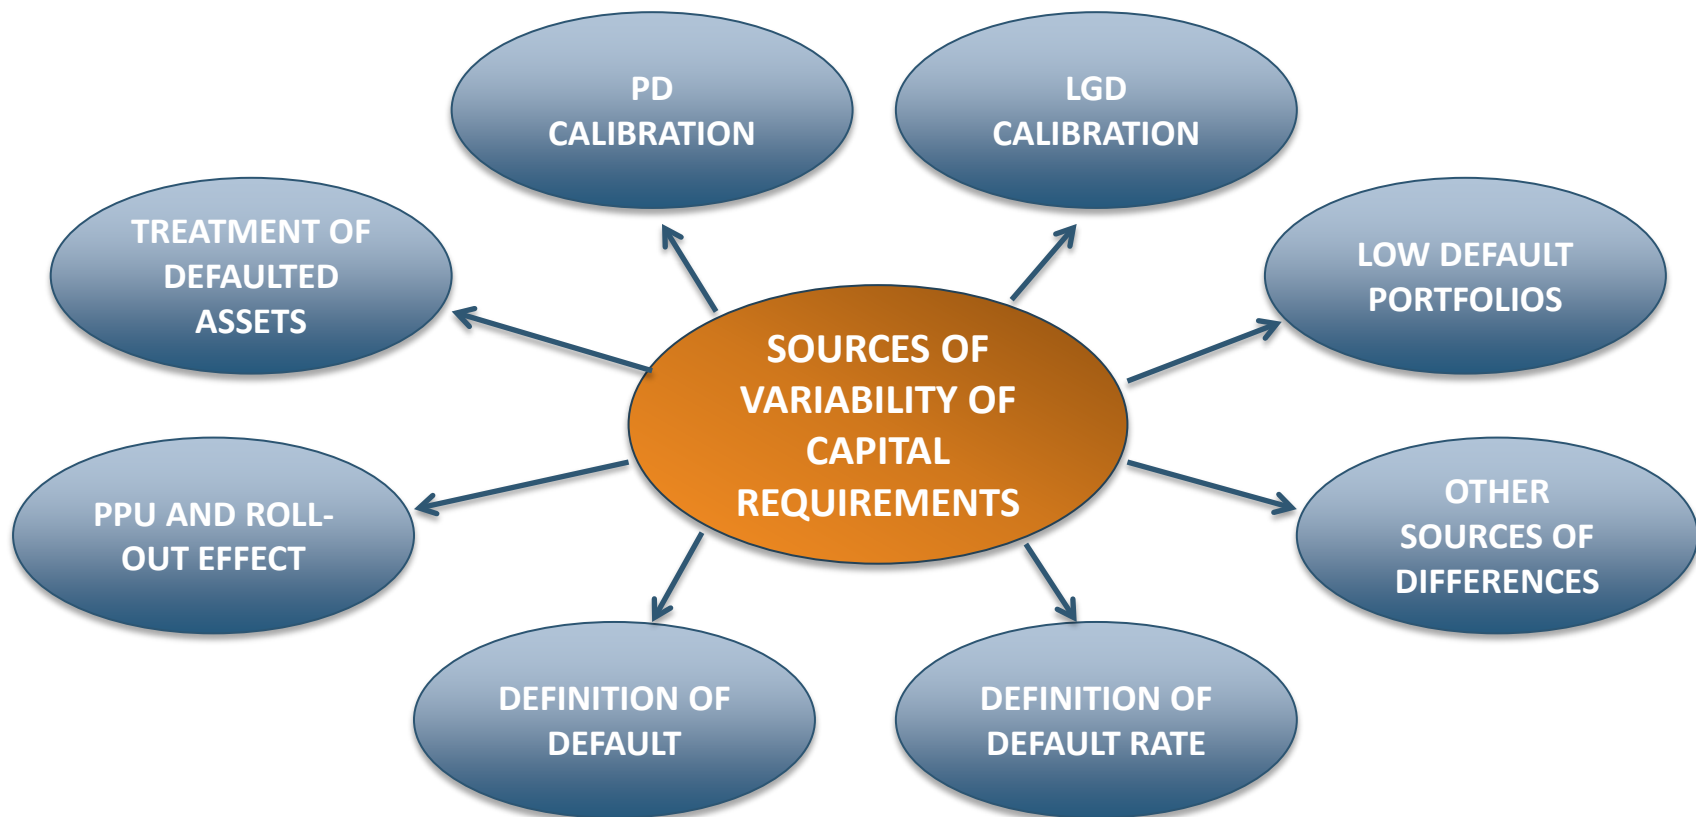 PD
CALIBRATION
LGD
CALIBRATION
TREATMENT OF
DEFAULTED
ASSETS
LOW DEFAULT
PORTFOLIOS
SOURCES OF
VARIABILITY OF
CAPITAL
REQUIREMENTS
PPU AND ROLL-
OUT EFFECT
OTHER
SOURCES OF
DIFFERENCES
DEFINITION OF
DEFAULT
DEFINITION OF
DEFAULT RATE